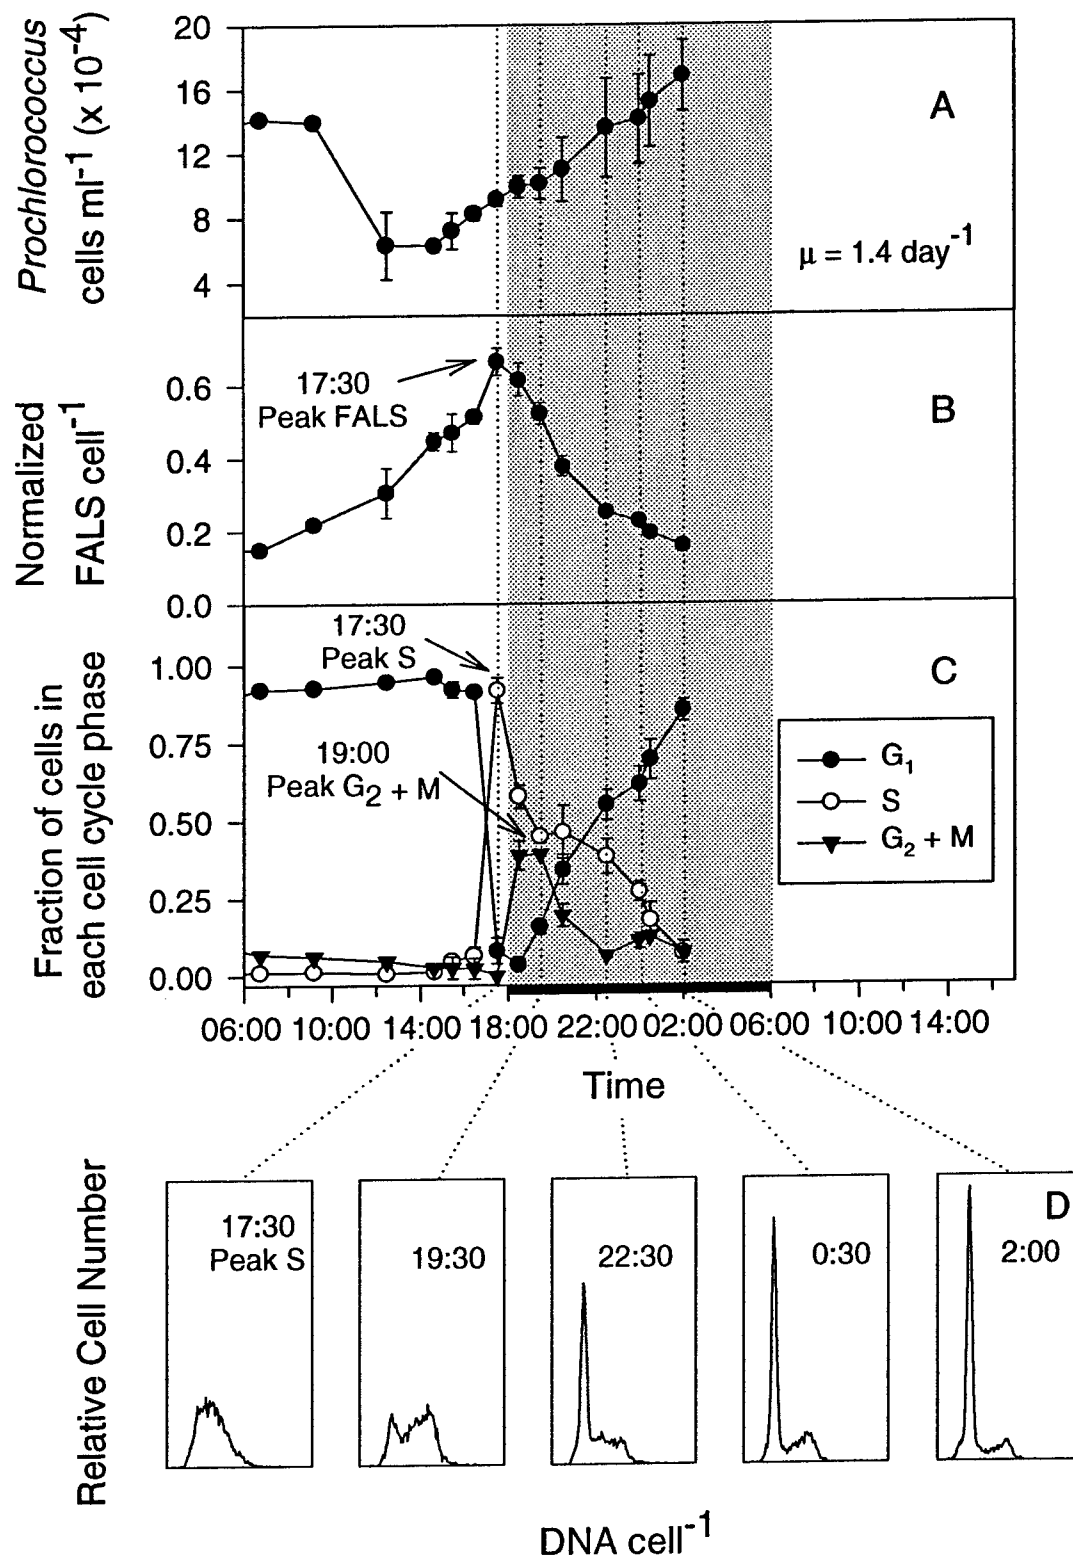 Prochlorococcus
cells ml-1 (x 10-4)
20
16
12
8
4
A
μ = 1.4 day-1
Normalized
FALS cell-1
0.6
0.4
0.2
0.0
17:30
Peak FALS
B
Fraction of cells in
each cell cycle phase
1.00
0.75
0.50
0.25
0.00
17:30
Peak S
19:00
Peak G2 + M
C
G1
S
G2 + M
06:00 10:00 14:00 18:00 22:00 02:00 06:00 10:00 14:00
Time
Relative Cell Number
17:30
Peak S
19:30
22:30
0:30
D
2:00
DNA cell-1